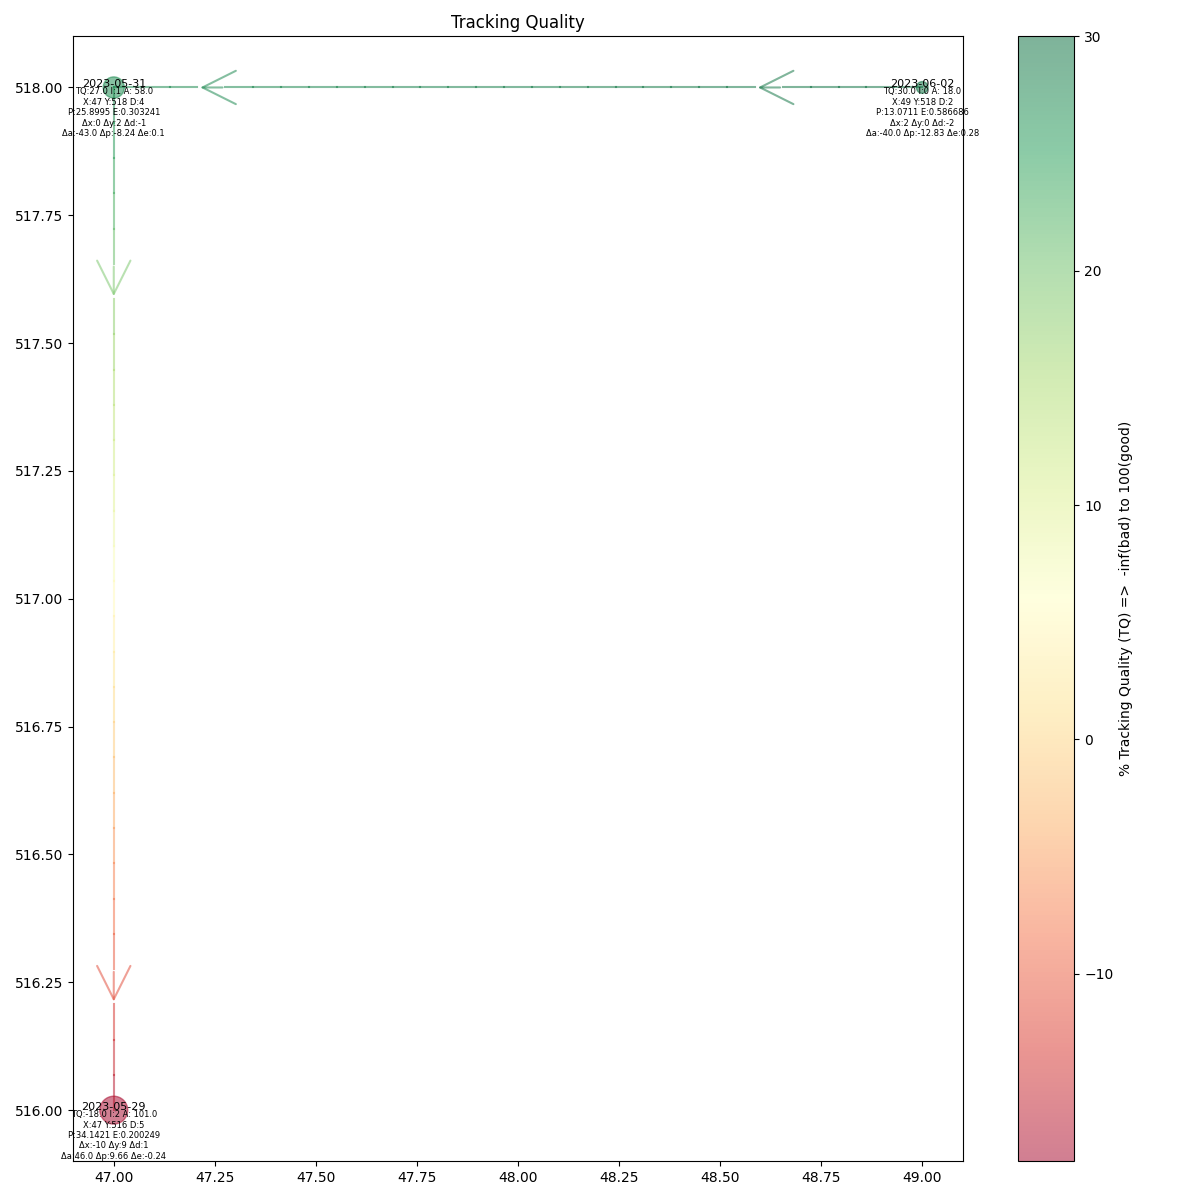 Tracking Quality
518.00
517.75
517.50
517.25
517.00
516.75
516.50
516.25
516.00
2023-05-31
TQ:27.0 I:1 A: 58.0
X:47 Y:518 D:4
P:25.8995 E:0.303241
Δx:0 Δy:2 Δd:-1
Δa:-43.0 Δp:-8.24 Δe:0.1
2023-06-02
TQ:30.0 I:0 A: 18.0
X:49 Y:518 D:2
P:13.0711 E:0.586686
Δx:2 Δy:0 Δd:-2
Δa:-40.0 Δp:-12.83 Δe:0.28
2023-05-29
TQ:-18.0 I:2 A: 101.0
X:47 Y:516 D:5
P:34.1421 E:0.200249
Δx:-10 Δy:9 Δd:1
Δa:46.0 Δp:9.66 Δe:-0.24
47.00 47.25 47.50 47.75 48.00 48.25 48.50 48.75 49.00
30
20
10
0
−10
% Tracking Quality (TQ) => -inf(bad) to 100(good)